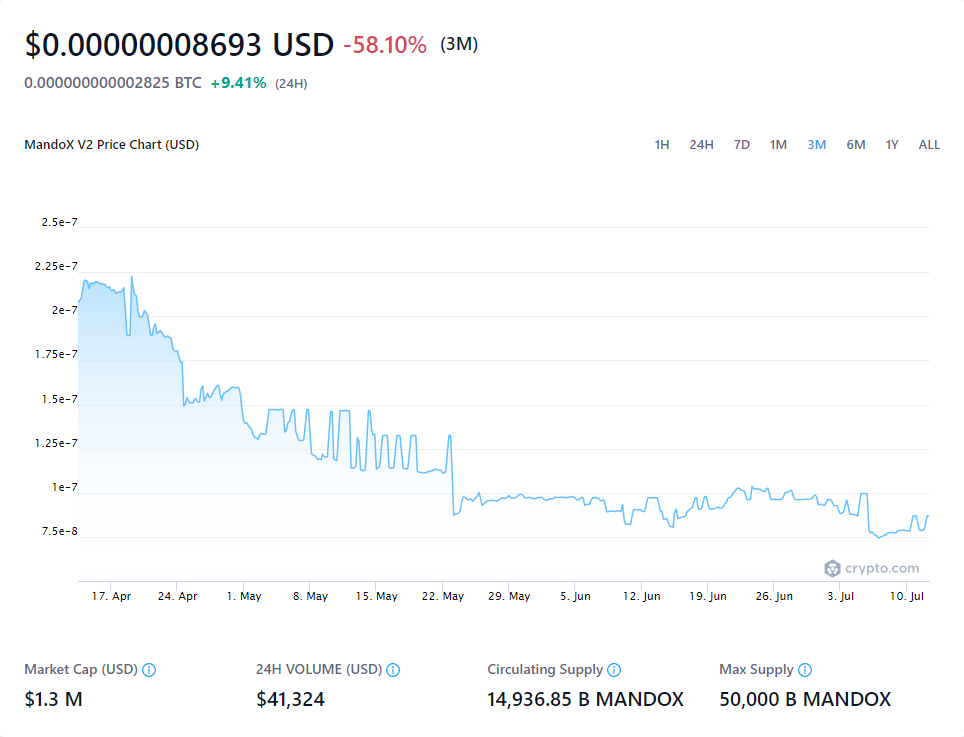 $0.00000008693 USD -58.10% (3M)
0.000000000002825 BTC +9.41% (24H)
MandoX V2 Price Chart (USD) 1H 24H 7D 1M 3M 6M 1Y ALL
2.5e-7
2.25e-7
2e-7
1.75e-7
1.5e-7
1.25e-7
1e-7
7.5e-8
crypto.com
17. Apr 24. Apr 1. May 8. May 15. May 22. May 29. May 5. Jun 12. Jun 19. Jun 26. Jun 3. Jul 10. Jul
Market Cap (USD) 24H VOLUME (USD) Circulating Supply Max Supply
$1.3 M $41,324 14,936.85 B MANDOX 50,000 B MANDOX